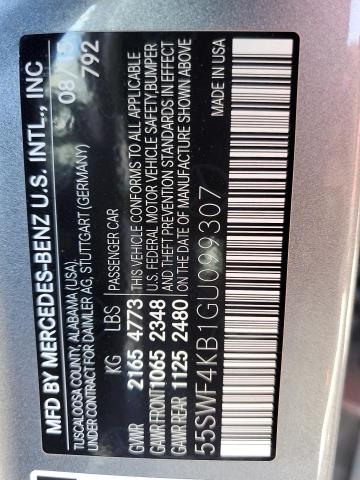 MFD BY MERCEDES-BENZ U.S. INTL., INC
TUSCALOOSA COUNTY, ALABAMA (USA)
UNDER CONTRACT FOR DAIMLER AG, STUTTGART (GERMANY)
08/15
792
KG LBS PASSENGER CAR
GVWR 2165 4773 THIS VEHICLE CONFORMS TO ALL APPLICABLE
GAWR FRONT 1065 2348 U.S. FEDERAL MOTOR VEHICLE SAFETY, BUMPER
GAWR REAR 1125 2480 AND THEFT PREVENTION STANDARDS IN EFFECT
ON THE DATE OF MANUFACTURE SHOWN ABOVE
55SWF4KB1GU099307 MADE IN USA